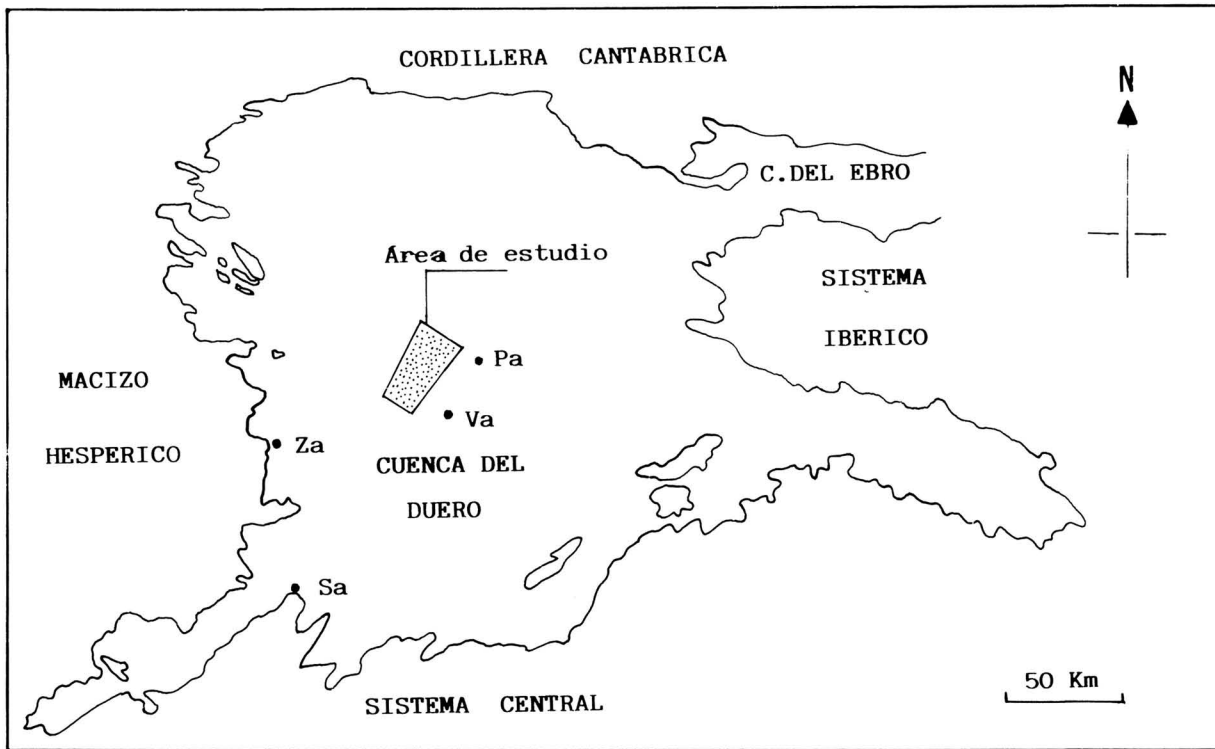 CORDILLERA CANTABRICA
N
C.DEL EBRO
Área de estudio
SISTEMA
IBERICO
Pa
MACIZO
HESPERICO
Va
Za
CUENCA DEL
DUERO
Sa
50 Km
SISTEMA CENTRAL